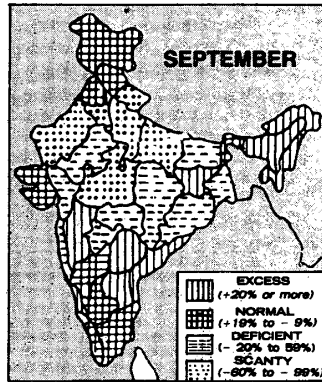 SEPTEMBER
EXCESS
(+20% or more)
NORMAL
(+19% to - 9%)
DEFICIENT
(- 20% to 59%)
SCANTY
(-60% to - 99%)